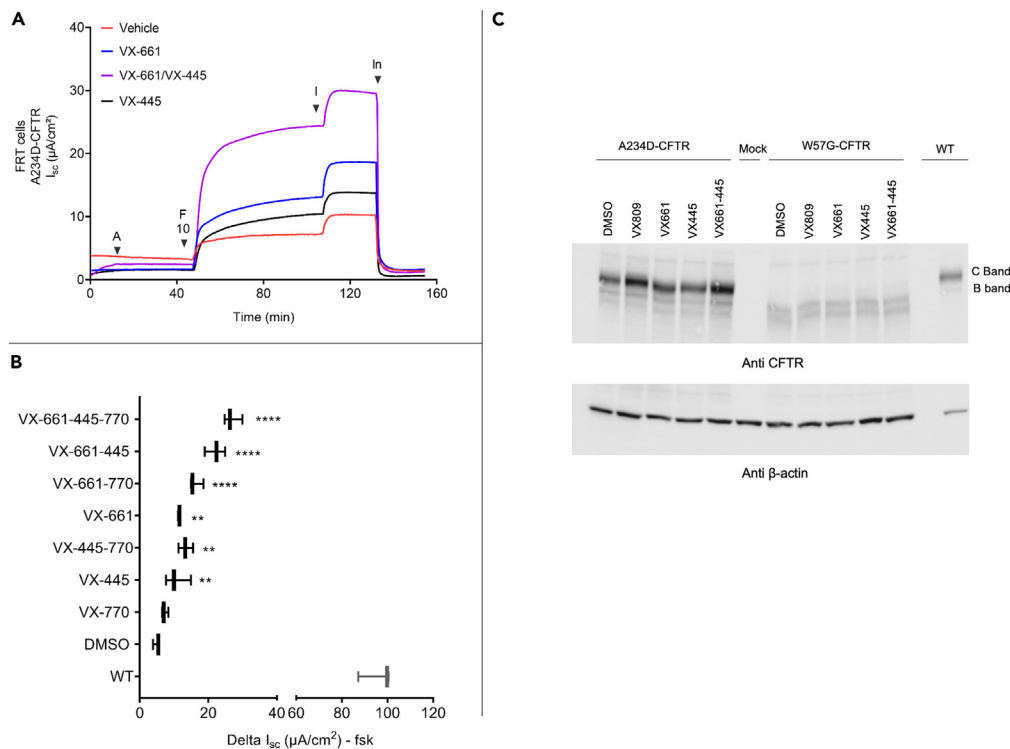 A
FRT cells
A234D-CFTR
Isc (µA/cm²)
40
30
20
10
0
Vehicle
VX-661
VX-661/VX-445
VX-445
A
F
10
I
In
0 40 80 120 160
Time (min)
B
VX-661-445-770 ****
VX-661-445 ****
VX-661-770 ****
VX-661 **
VX-445-770 **
VX-445 **
VX-770
DMSO
WT
0 20 40 60 80 100 120
Delta Isc (µA/cm²) - fsk
C
A234D-CFTR Mock W57G-CFTR WT
DMSO VX809 VX661 VX445 VX661-445 DMSO VX809 VX661 VX445 VX661-445
C Band
B band
Anti CFTR
Anti β-actin